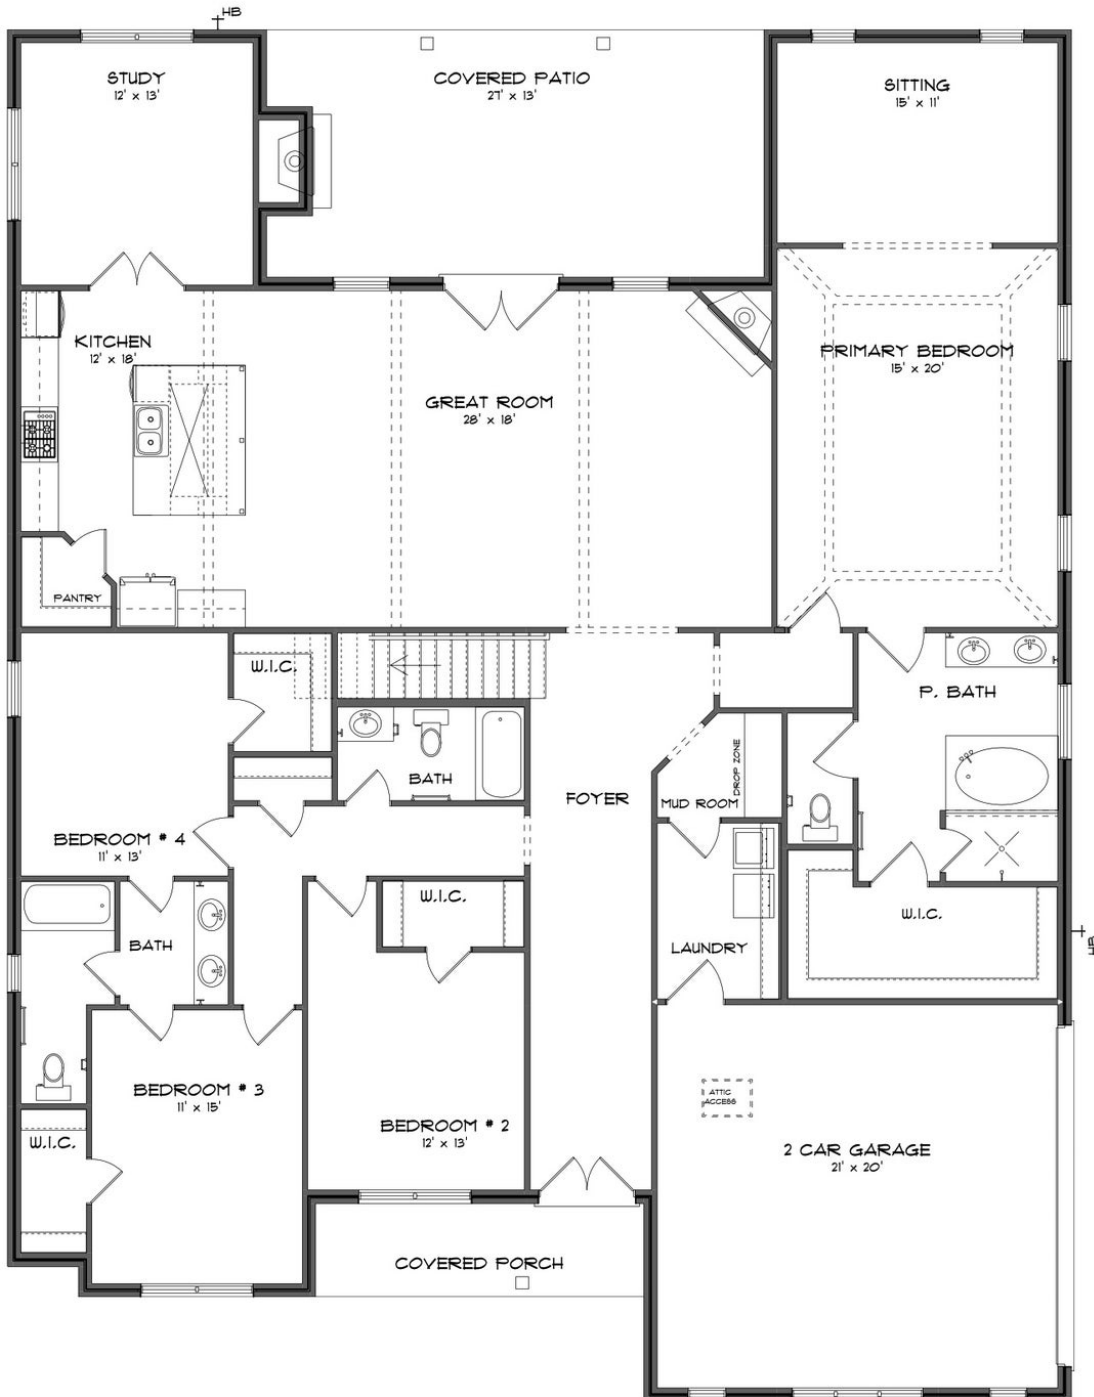 HB
STUDY
12' x 13'
COVERED PATIO
27' x 13'
SITTING
15' x 11'
KITCHEN
12' x 18'
PRIMARY BEDROOM
15' x 20'
GREAT ROOM
28' x 18'
PANTRY
W.I.C.
P. BATH
BATH
DROP ZONE
FOYER
MUD ROOM
BEDROOM # 4
11' x 13'
W.I.C.
W.I.C.
BATH
LAUNDRY
HB
BEDROOM # 3
11' x 15'
ATTIC
ACCESS
BEDROOM # 2
12' x 13'
W.I.C.
2 CAR GARAGE
21' x 20'
COVERED PORCH